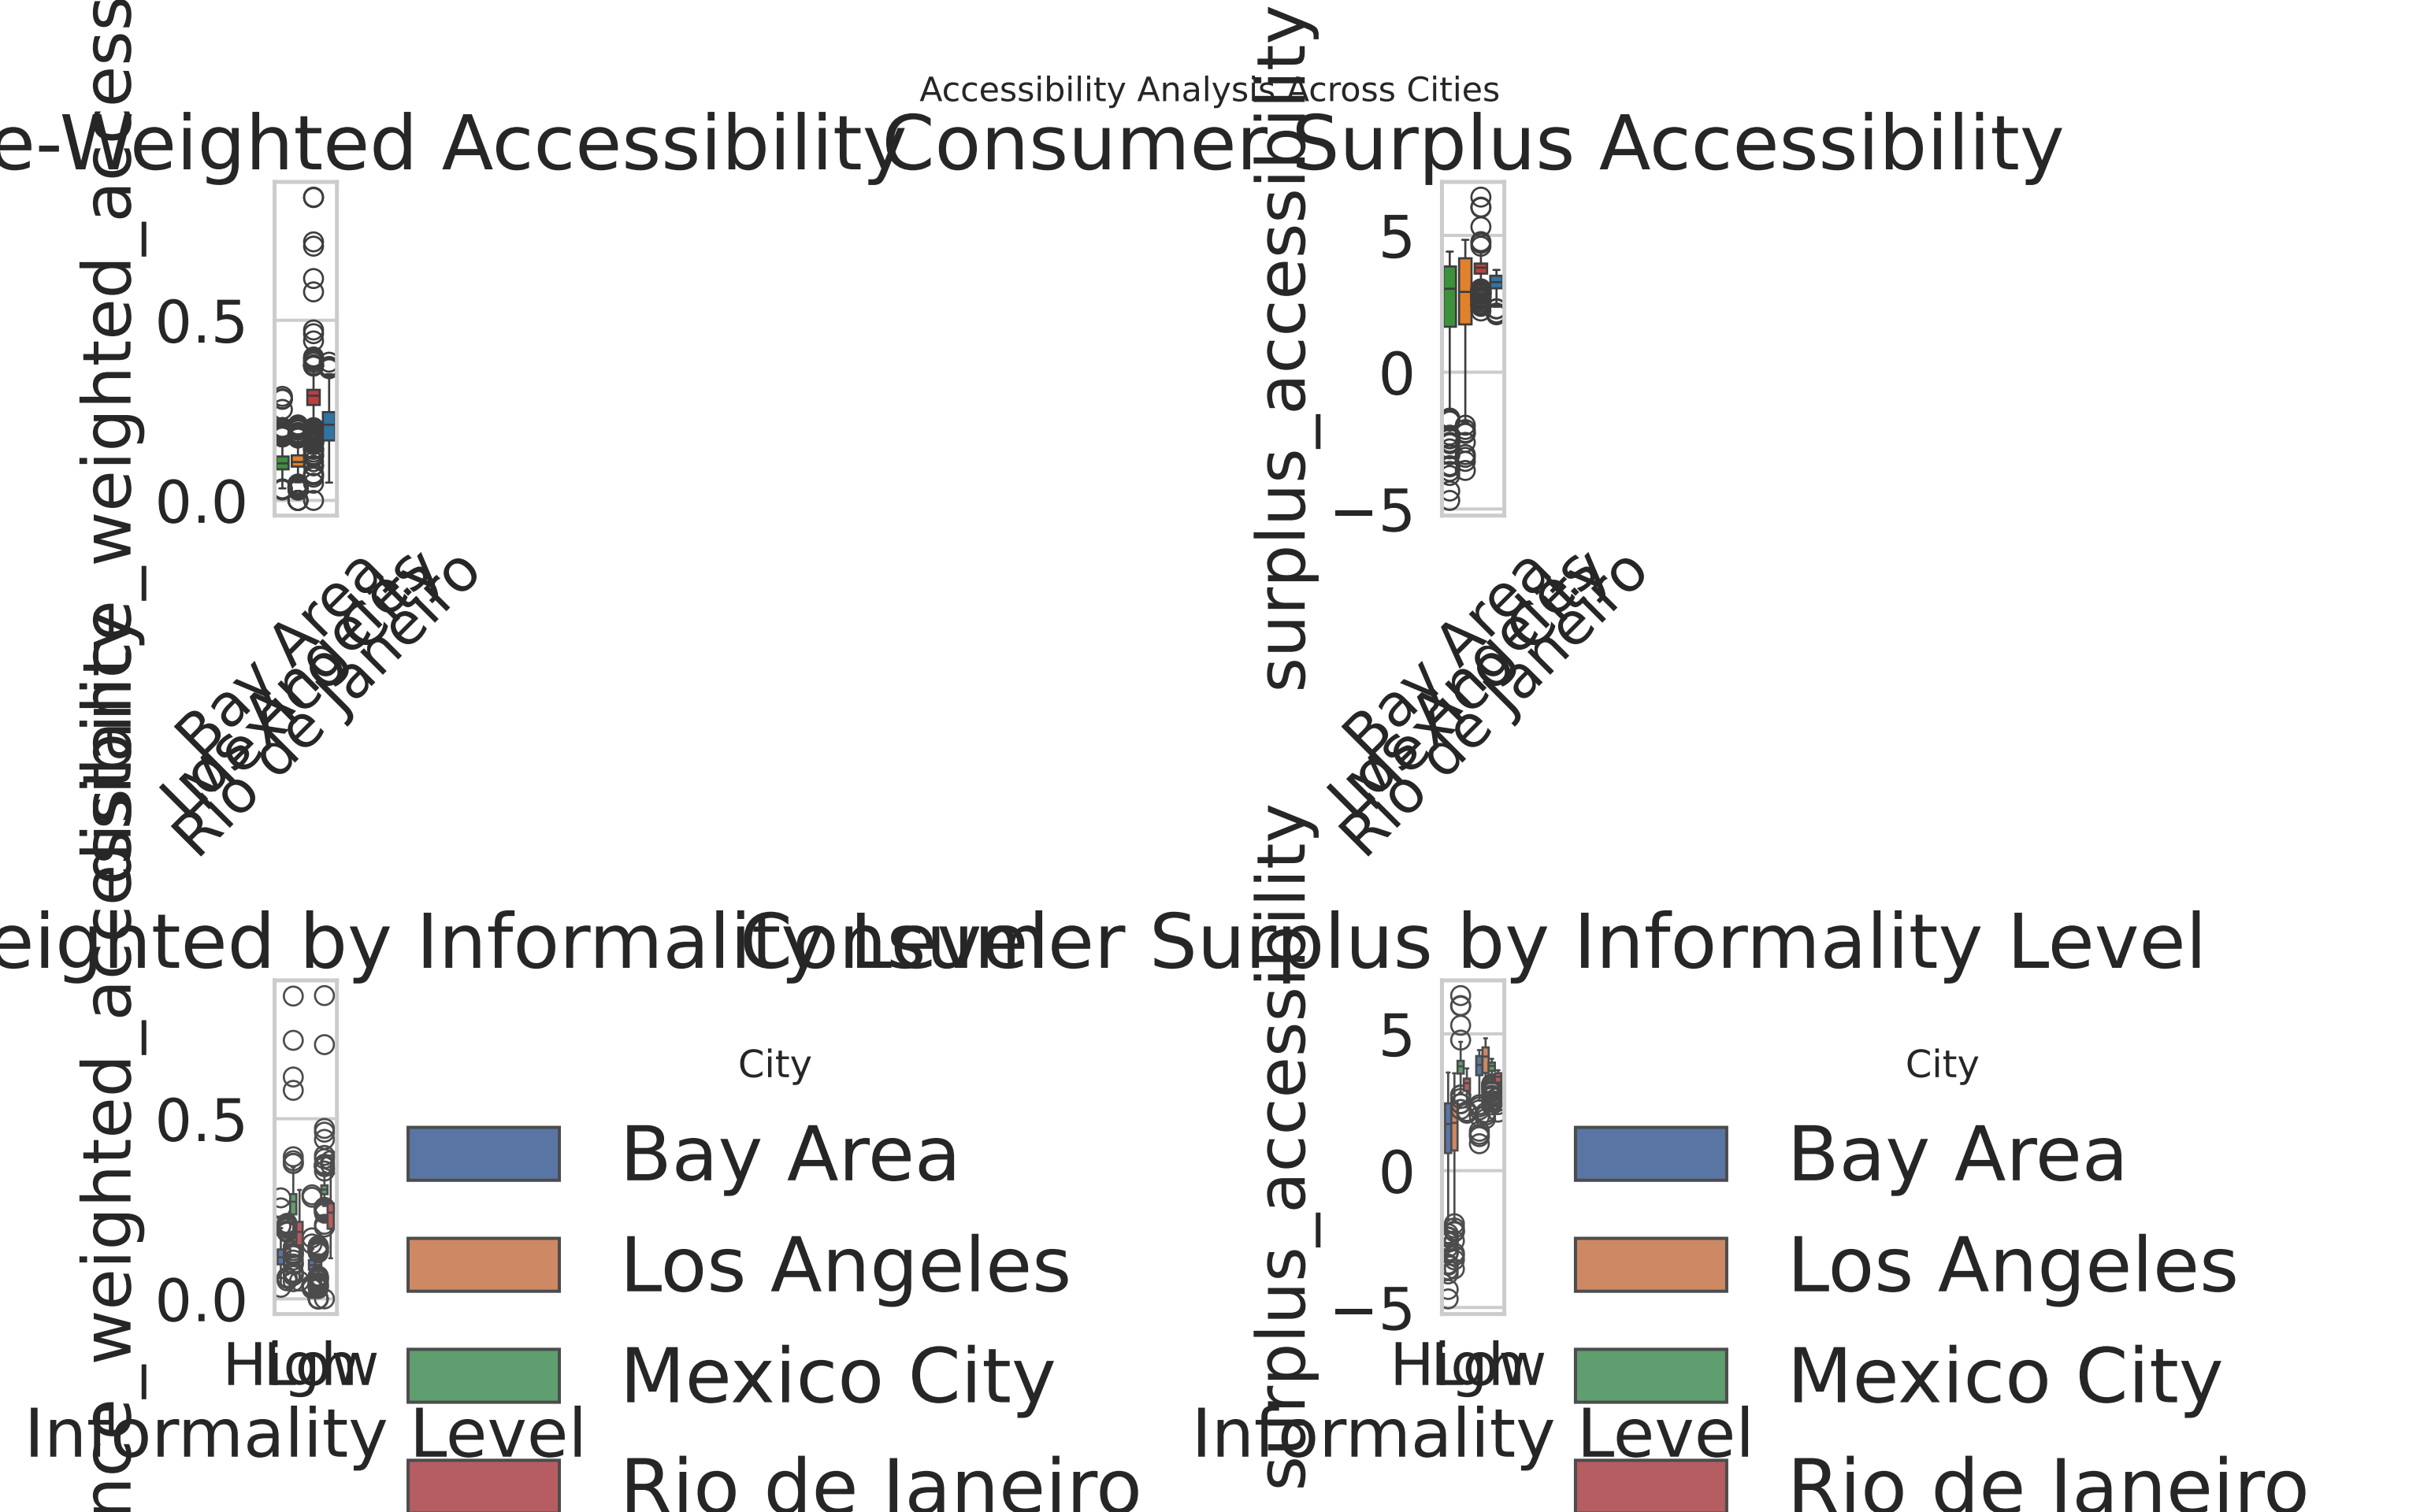 Accessibility Analysis Across Cities
e-Weighted Accessibility
Consumer Surplus Accessibility
weighted_access
0.5
0.0
Bay Area
Los Angeles
Mexico City
Rio de Janeiro
surplus_accessibility
5
0
−5
Bay Area
Los Angeles
Mexico City
Rio de Janeiro
eighted by Informality Level
Consumer Surplus by Informality Level
weighted_accessibility
0.5
0.0
High
Low
Informality Level
City
Bay Area
Los Angeles
Mexico City
Rio de Janeiro
surplus_accessibility
5
0
−5
High
Low
Informality Level
City
Bay Area
Los Angeles
Mexico City
Rio de Janeiro